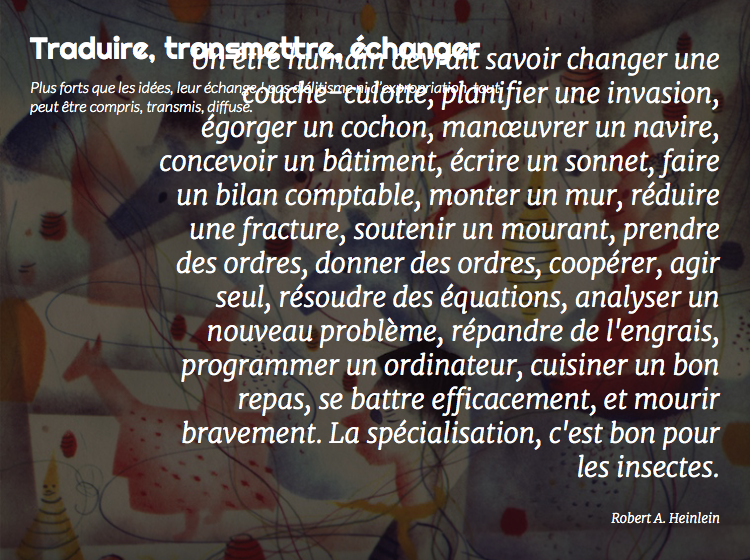 Traduire, transmettre, échanger
Plus forts que les idées, leur échange ! pas d'élitisme ni d'expropriation, tout
peut être compris, transmis, diffusé.
Un être humain devrait savoir changer une
couche-culotte, planifier une invasion,
égorger un cochon, manœuvrer un navire,
concevoir un bâtiment, écrire un sonnet, faire
un bilan comptable, monter un mur, réduire
une fracture, soutenir un mourant, prendre
des ordres, donner des ordres, coopérer, agir
seul, résoudre des équations, analyser un
nouveau problème, répandre de l'engrais,
programmer un ordinateur, cuisiner un bon
repas, se battre efficacement, et mourir
bravement. La spécialisation, c'est bon pour
les insectes.
Robert A. Heinlein